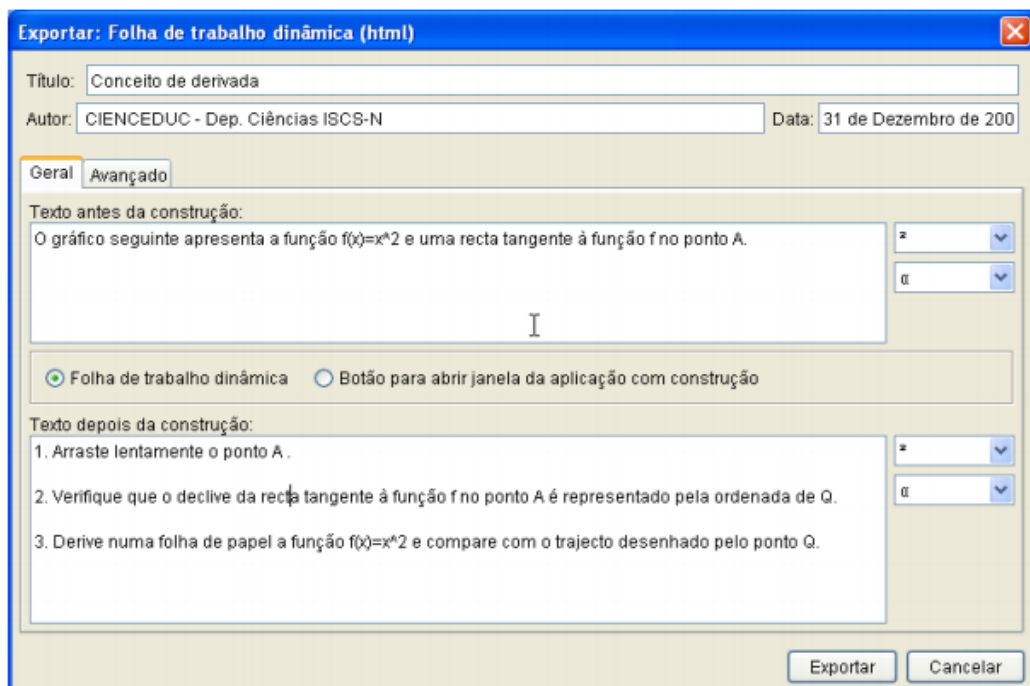 Exportar: Folha de trabalho dinâmica (html)
Título: Conceito de derivada
Autor: CIENCEDUC - Dep. Ciências ISCS-N Data: 31 de Dezembro de 200
Geral Avançado
Texto antes da construção:
O gráfico seguinte apresenta a função f(x)=x^2 e uma recta tangente à função f no ponto A.
²
α
Folha de trabalho dinâmica Botão para abrir janela da aplicação com construção
Texto depois da construção:
1. Arraste lentamente o ponto A .
²
2. Verifique que o declive da recta tangente à função f no ponto A é representado pela ordenada de Q.
α
3. Derive numa folha de papel a função f(x)=x^2 e compare com o trajecto desenhado pelo ponto Q.
Exportar Cancelar